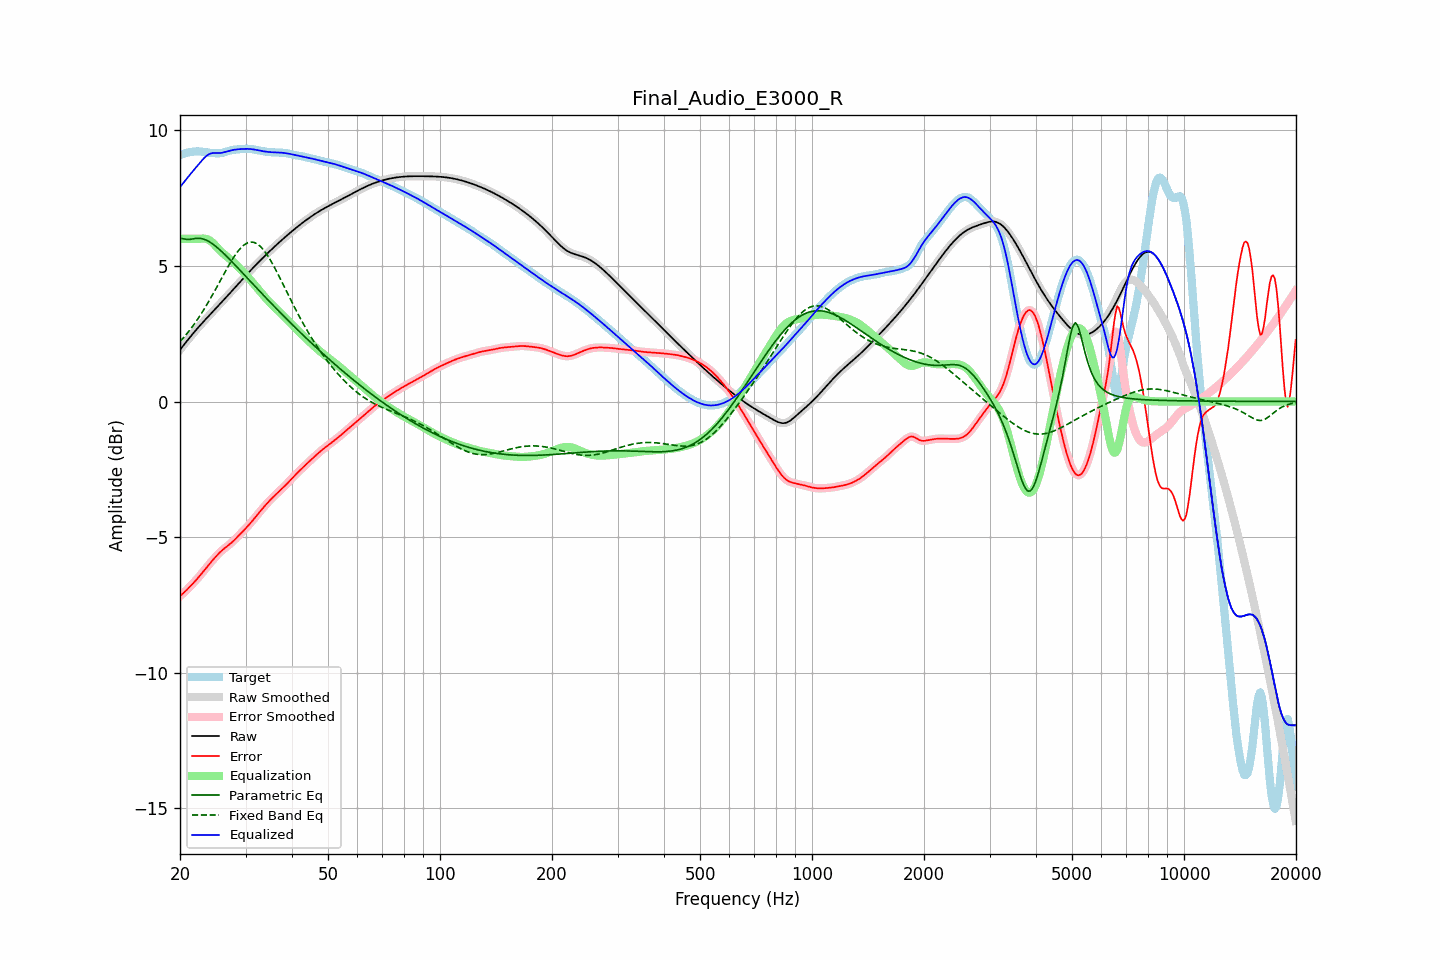 Final_Audio_E3000_R
10
5
0
−5
−10
−15
Amplitude (dBr)
Target
Raw Smoothed
Error Smoothed
Raw
Error
Equalization
Parametric Eq
Fixed Band Eq
Equalized
20 50 100 200 500 1000 2000 5000 10000 20000
Frequency (Hz)